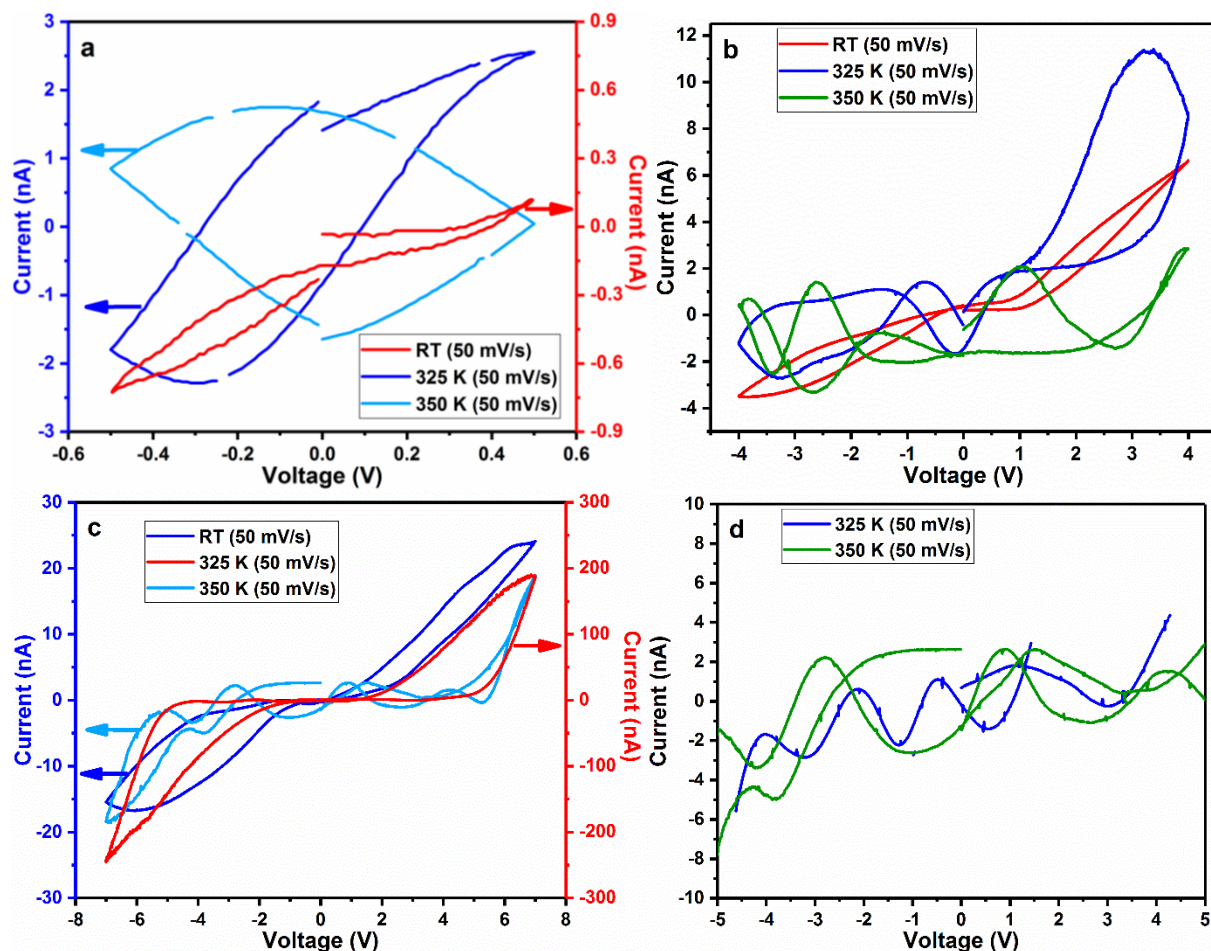 a
Current (nA)
3
2
1
0
-1
-2
-3
-0.6 -0.4 -0.2 0.0 0.2 0.4 0.6
Voltage (V)
0.9
0.6
0.3
0.0
-0.3
-0.6
-0.9
Current (nA)
RT (50 mV/s)
325 K (50 mV/s)
350 K (50 mV/s)
b
Current (nA)
12
10
8
6
4
2
0
-2
-4
-4 -3 -2 -1 0 1 2 3 4
Voltage (V)
RT (50 mV/s)
325 K (50 mV/s)
350 K (50 mV/s)
c
Current (nA)
30
20
10
0
-10
-20
-30
-8 -6 -4 -2 0 2 4 6 8
Voltage (V)
300
200
100
0
-100
-200
-300
Current (nA)
RT (50 mV/s)
325 K (50 mV/s)
350 K (50 mV/s)
d
Current (nA)
10
8
6
4
2
0
-2
-4
-6
-8
-10
-5 -4 -3 -2 -1 0 1 2 3 4 5
Voltage (V)
325 K (50 mV/s)
350 K (50 mV/s)